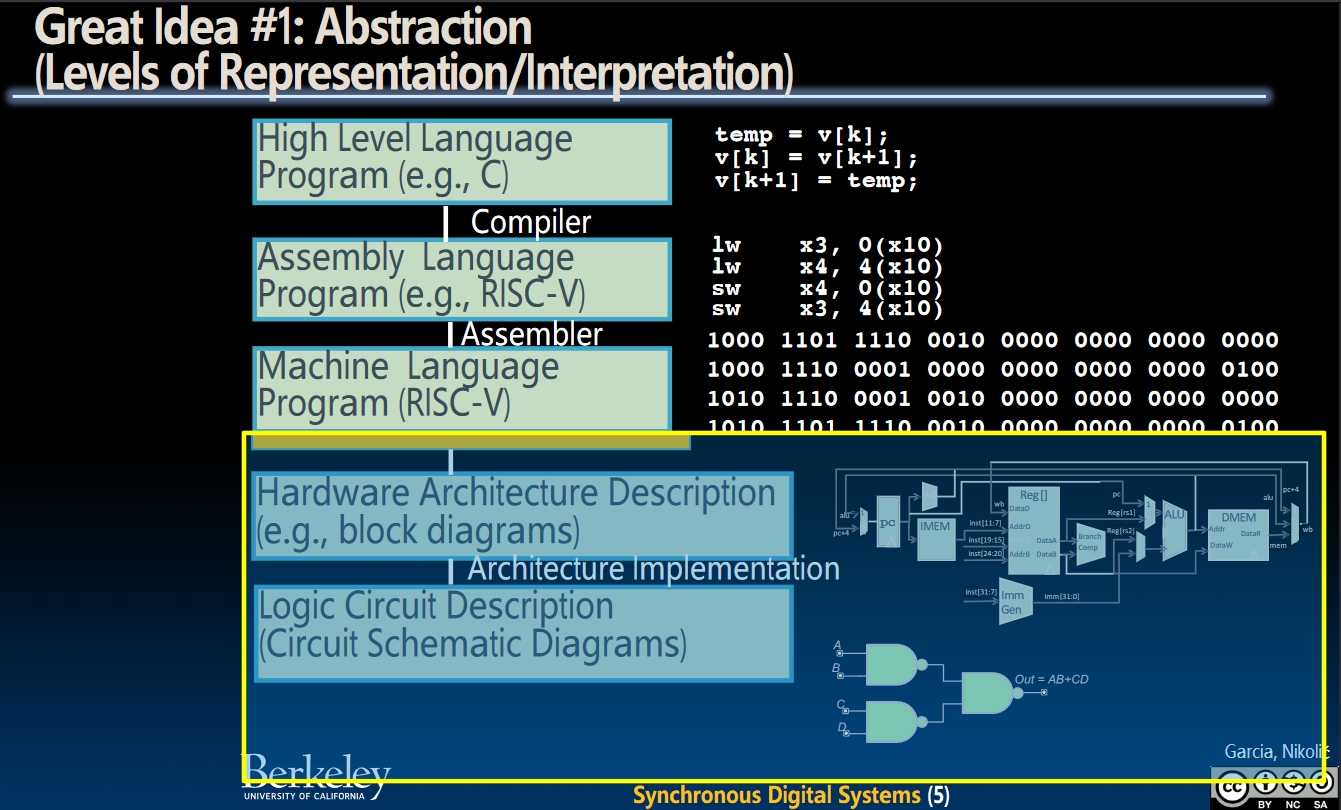 Great Idea #1: Abstraction
(Levels of Representation/Interpretation)
High Level Language
Program (e.g., C)
temp = v[k];
v[k] = v[k+1];
v[k+1] = temp;
Compiler
Assembly Language
Program (e.g., RISC-V)
lw x3, 0(x10)
lw x4, 4(x10)
sw x4, 0(x10)
sw x3, 4(x10)
Assembler
Machine Language
Program (RISC-V)
1000 1101 1110 0010 0000 0000 0000 0000
1000 1110 0001 0000 0000 0000 0000 0100
1010 1110 0001 0010 0000 0000 0000 0000
1010 1101 1110 0010 0000 0000 0000 0100
Hardware Architecture Description
(e.g., block diagrams)
Architecture Implementation
Logic Circuit Description
(Circuit Schematic Diagrams)
alu
pc+4
pc
IMEM
inst[11:7]
inst[19:15]
inst[24:20]
wb
Reg []
DataD
AddrD
AddrB
DataA
DataB
Branch
Comp
pc
Reg[rs1]
Reg[rs2]
ALU
DMEM
Addr
DataR
DataW
alu
pc+4
mem
wb
inst[31:7]
Imm
Gen
imm[31:0]
A
B
C
D
Out = AB+CD
Berkeley
UNIVERSITY OF CALIFORNIA
Synchronous Digital Systems (5)
Garcia, Nikolić
cc
BY NC SA